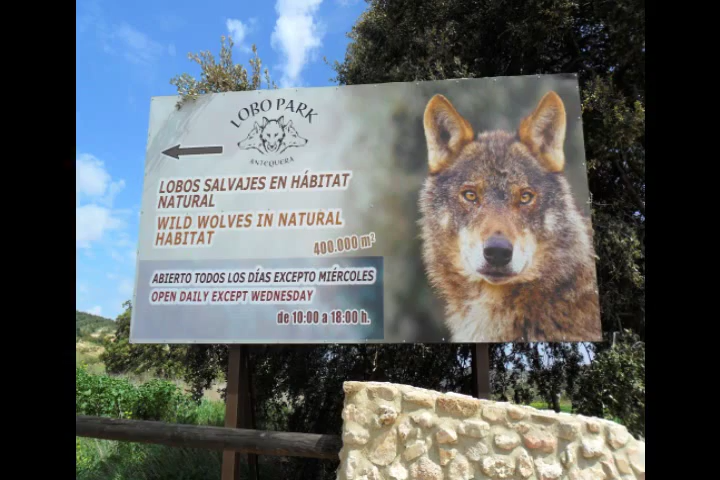 LOBO PARK
ANTEQUERA
LOBOS SALVAJES EN HÁBITAT
NATURAL
WILD WOLVES IN NATURAL
HABITAT
400.000 m²
ABIERTO TODOS LOS DÍAS EXCEPTO MIÉRCOLES
OPEN DAILY EXCEPT WEDNESDAY
de 10:00 a 18:00 h.